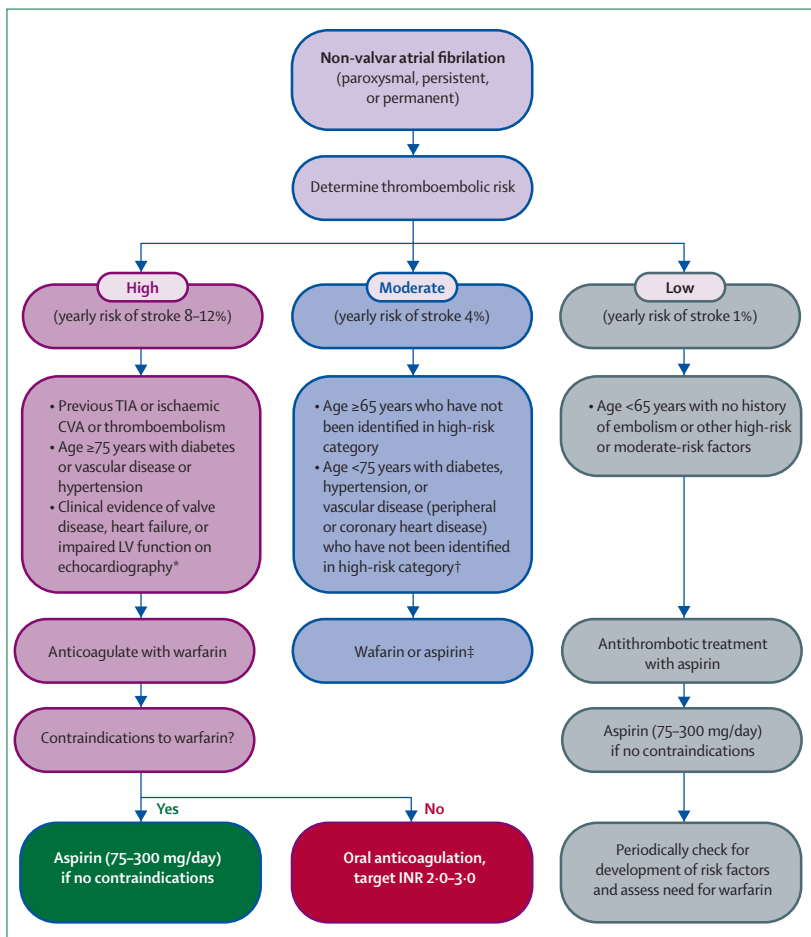 Non-valvar atrial fibrilation
(paroxysmal, persistent,
or permanent)
Determine thromboembolic risk
High
(yearly risk of stroke 8–12%)
Moderate
(yearly risk of stroke 4%)
Low
(yearly risk of stroke 1%)
• Previous TIA or ischaemic
CVA or thromboembolism
• Age ≥75 years with diabetes
or vascular disease or
hypertension
• Clinical evidence of valve
disease, heart failure, or
impaired LV function on
echocardiography*
• Age ≥65 years who have not
been identified in high-risk
category
• Age <75 years with diabetes,
hypertension, or
vascular disease (peripheral
or coronary heart disease)
who have not been identified
in high-risk category†
• Age <65 years with no history
of embolism or other high-risk
or moderate-risk factors
Anticoagulate with warfarin
Wafarin or aspirin‡
Antithrombotic treatment
with aspirin
Contraindications to warfarin?
Aspirin (75–300 mg/day)
if no contraindications
Yes
No
Aspirin (75–300 mg/day)
if no contraindications
Oral anticoagulation,
target INR 2·0–3·0
Periodically check for
development of risk factors
and assess need for warfarin